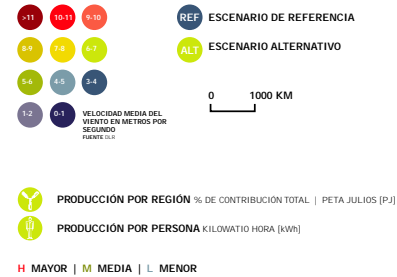 >11 10-11 9-10
REF ESCENARIO DE REFERENCIA
8-9 7-8 6-7
ALT ESCENARIO ALTERNATIVO
5-6 4-5 3-4
0 1000 KM
1-2 0-1
VELOCIDAD MEDIA DEL
VIENTO EN METROS POR
SEGUNDO
FUENTE DLR
PRODUCCIÓN POR REGIÓN % DE CONTRIBUCIÓN TOTAL | PETA JULIOS [PJ]
PRODUCCIÓN POR PERSONA KILOWATIO HORA [kWh]
H MAYOR | M MEDIA | L MENOR